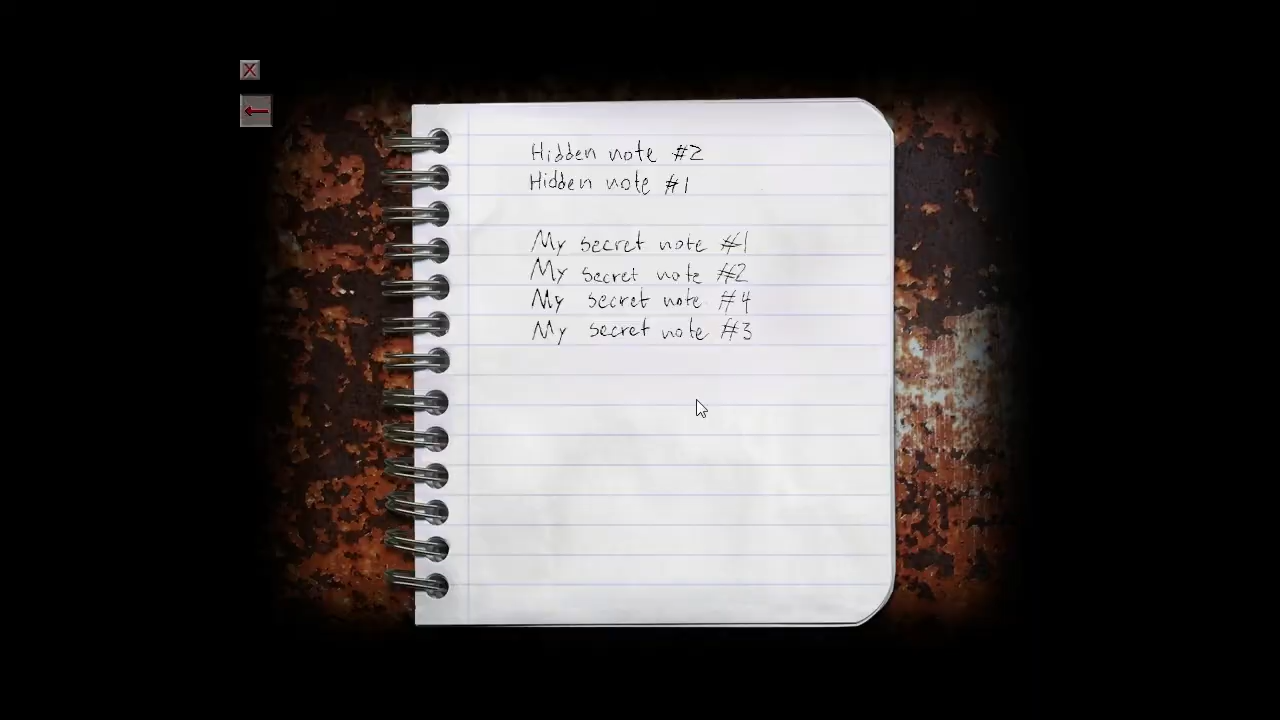 Hidden note #2
Hidden note #1
My secret note #1
My secret note #2
My secret note #4
My secret note #3